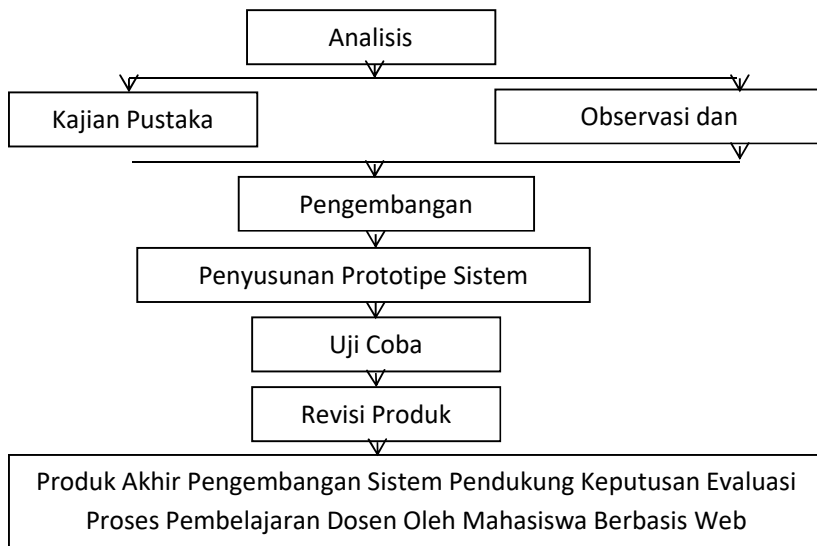 Analisis
Kajian Pustaka
Observasi dan
Pengembangan
Penyusunan Prototipe Sistem
Uji Coba
Revisi Produk
Produk Akhir Pengembangan Sistem Pendukung Keputusan Evaluasi
Proses Pembelajaran Dosen Oleh Mahasiswa Berbasis Web